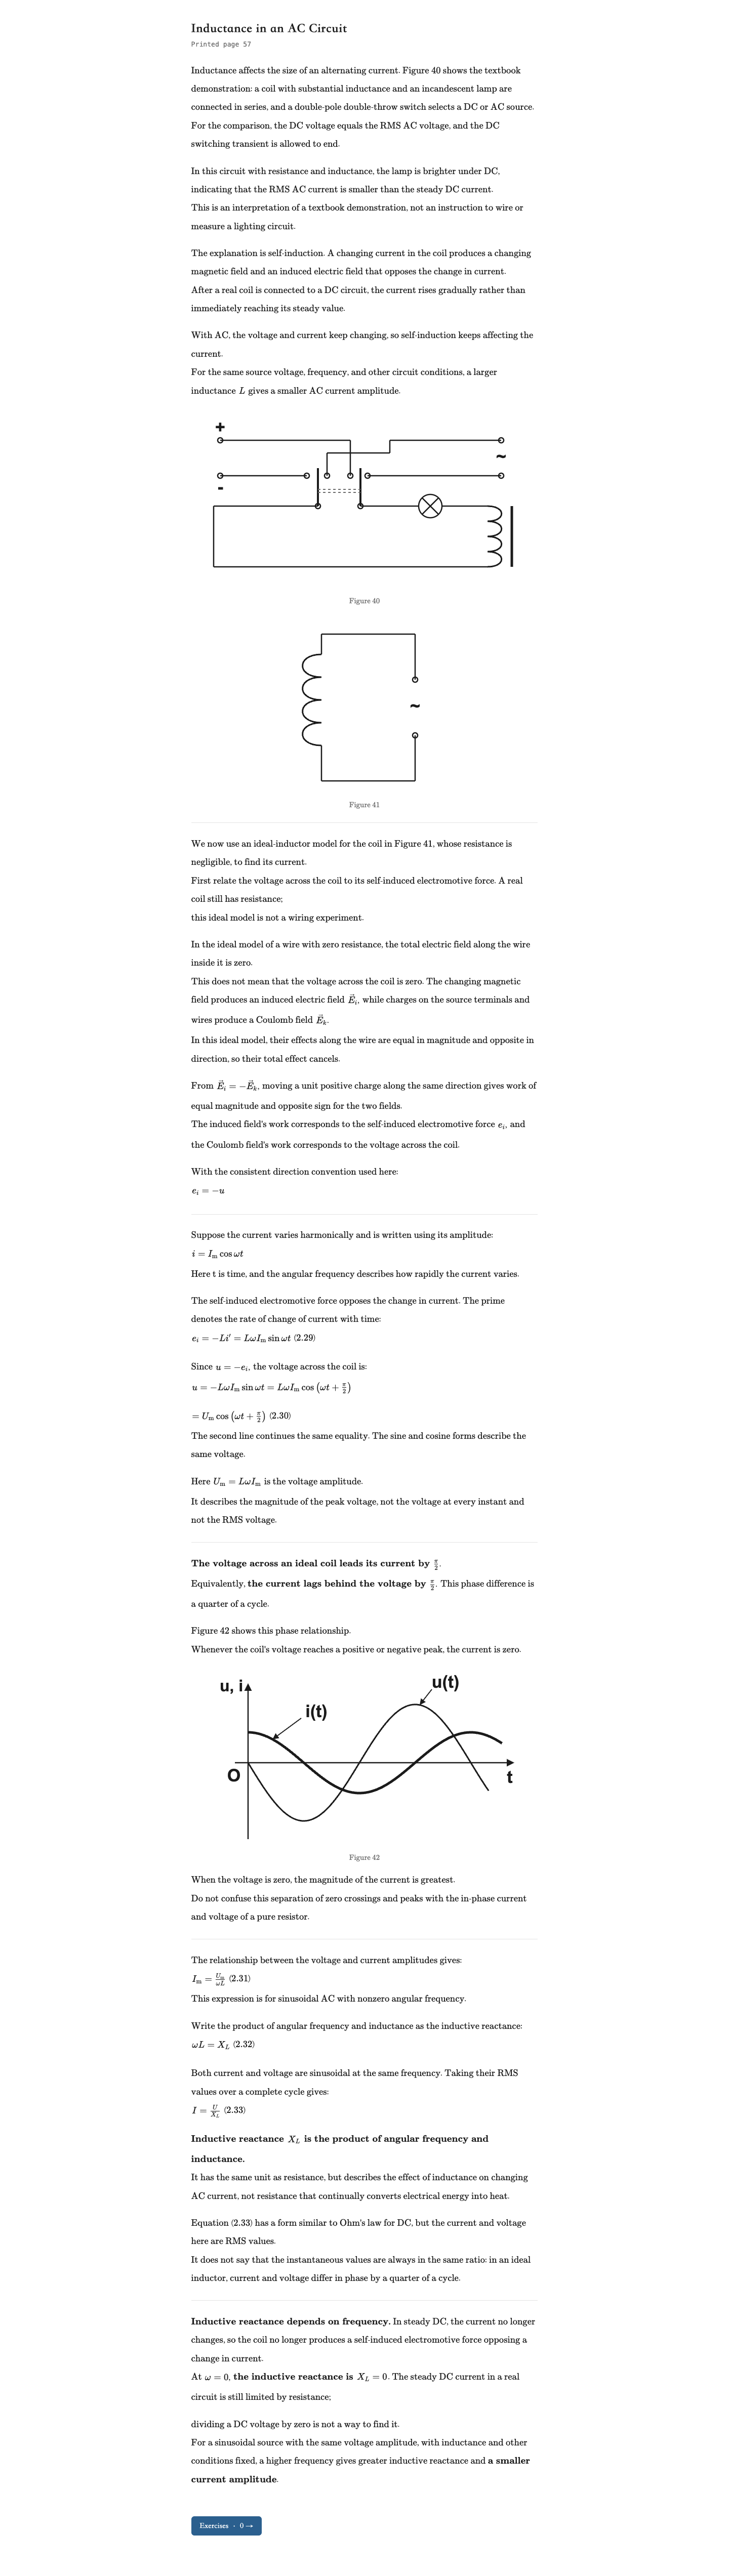 Inductance in an AC Circuit
Printed page 57
Inductance affects the size of an alternating current. Figure 40 shows the textbook
demonstration: a coil with substantial inductance and an incandescent lamp are
connected in series, and a double-pole double-throw switch selects a DC or AC source.
For the comparison, the DC voltage equals the RMS AC voltage, and the DC
switching transient is allowed to end.
In this circuit with resistance and inductance, the lamp is brighter under DC,
indicating that the RMS AC current is smaller than the steady DC current.
This is an interpretation of a textbook demonstration, not an instruction to wire or
measure a lighting circuit.
The explanation is self-induction. A changing current in the coil produces a changing
magnetic field and an induced electric field that opposes the change in current.
After a real coil is connected to a DC circuit, the current rises gradually rather than
immediately reaching its steady value.
With AC, the voltage and current keep changing, so self-induction keeps affecting the
current.
For the same source voltage, frequency, and other circuit conditions, a larger
inductance L gives a smaller AC current amplitude.
+
~
-
Figure 40
~
Figure 41
We now use an ideal-inductor model for the coil in Figure 41, whose resistance is
negligible, to find its current.
First relate the voltage across the coil to its self-induced electromotive force. A real
coil still has resistance;
this ideal model is not a wiring experiment.
In the ideal model of a wire with zero resistance, the total electric field along the wire
inside it is zero.
This does not mean that the voltage across the coil is zero. The changing magnetic
field produces an induced electric field E⃗ᵢ, while charges on the source terminals and
wires produce a Coulomb field E⃗ₖ.
In this ideal model, their effects along the wire are equal in magnitude and opposite in
direction, so their total effect cancels.
From E⃗ᵢ = −E⃗ₖ, moving a unit positive charge along the same direction gives work of
equal magnitude and opposite sign for the two fields.
The induced field's work corresponds to the self-induced electromotive force eᵢ, and
the Coulomb field's work corresponds to the voltage across the coil.
With the consistent direction convention used here:
eᵢ = −u
Suppose the current varies harmonically and is written using its amplitude:
i = Iₘ cos ωt
Here t is time, and the angular frequency describes how rapidly the current varies.
The self-induced electromotive force opposes the change in current. The prime
denotes the rate of change of current with time:
eᵢ = −Li′ = LωIₘ sin ωt (2.29)
Since u = −eᵢ, the voltage across the coil is:
u = −LωIₘ sin ωt = LωIₘ cos (ωt + π/2)
= Uₘ cos (ωt + π/2) (2.30)
The second line continues the same equality. The sine and cosine forms describe the
same voltage.
Here Uₘ = LωIₘ is the voltage amplitude.
It describes the magnitude of the peak voltage, not the voltage at every instant and
not the RMS voltage.
The voltage across an ideal coil leads its current by π/2.
Equivalently, the current lags behind the voltage by π/2. This phase difference is
a quarter of a cycle.
Figure 42 shows this phase relationship.
Whenever the coil's voltage reaches a positive or negative peak, the current is zero.
u, i
u(t)
i(t)
O
t
Figure 42
When the voltage is zero, the magnitude of the current is greatest.
Do not confuse this separation of zero crossings and peaks with the in-phase current
and voltage of a pure resistor.
The relationship between the voltage and current amplitudes gives:
Iₘ = Uₘ/ωL (2.31)
This expression is for sinusoidal AC with nonzero angular frequency.
Write the product of angular frequency and inductance as the inductive reactance:
ωL = X_L (2.32)
Both current and voltage are sinusoidal at the same frequency. Taking their RMS
values over a complete cycle gives:
I = U/X_L (2.33)
Inductive reactance X_L is the product of angular frequency and
inductance.
It has the same unit as resistance, but describes the effect of inductance on changing
AC current, not resistance that continually converts electrical energy into heat.
Equation (2.33) has a form similar to Ohm's law for DC, but the current and voltage
here are RMS values.
It does not say that the instantaneous values are always in the same ratio: in an ideal
inductor, current and voltage differ in phase by a quarter of a cycle.
Inductive reactance depends on frequency. In steady DC, the current no longer
changes, so the coil no longer produces a self-induced electromotive force opposing a
change in current.
At ω = 0, the inductive reactance is X_L = 0. The steady DC current in a real
circuit is still limited by resistance;
dividing a DC voltage by zero is not a way to find it.
For a sinusoidal source with the same voltage amplitude, with inductance and other
conditions fixed, a higher frequency gives greater inductive reactance and a smaller
current amplitude.
Exercises · 0 →